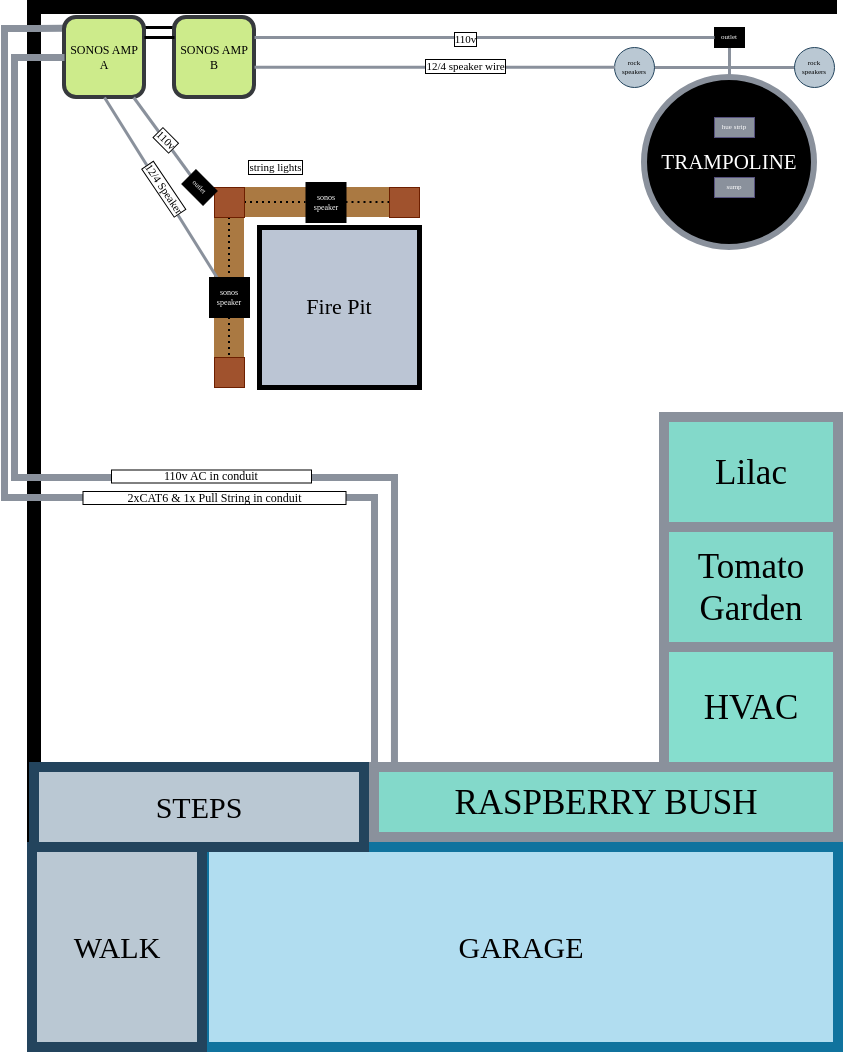 SONOS AMP
A
SONOS AMP
B
110v
outlet
12/4 speaker wire
rock
speakers
rock
speakers
hue strip
TRAMPOLINE
sump
110v
12/4 Speaker
outlet
string lights
sonos
speaker
sonos
speaker
Fire Pit
110v AC in conduit
2xCAT6 & 1x Pull String in conduit
Lilac
Tomato
Garden
HVAC
STEPS
RASPBERRY BUSH
WALK
GARAGE